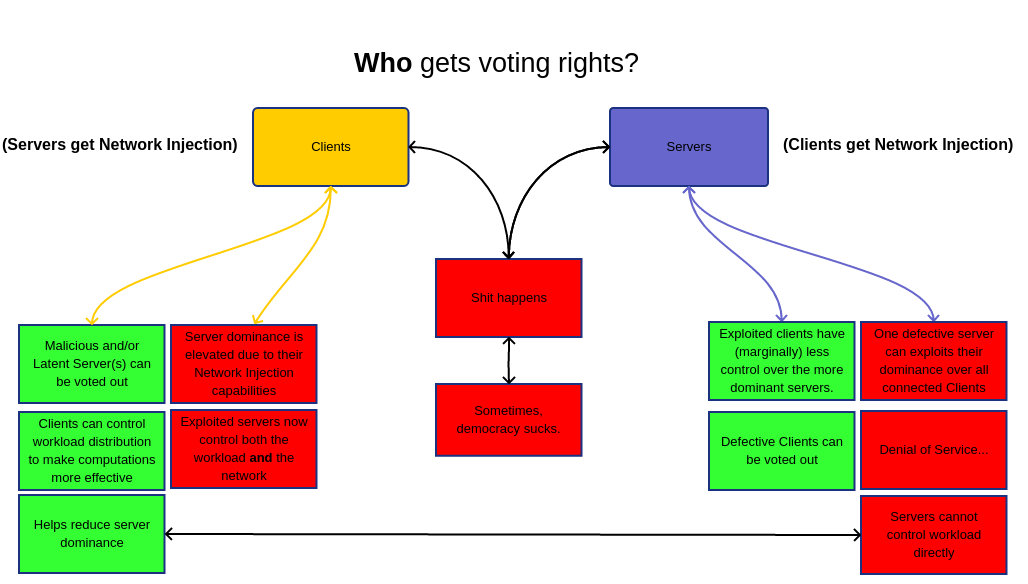 Who gets voting rights?
(Servers get Network Injection)
Clients
Servers
(Clients get Network Injection)
Shit happens
Sometimes,
democracy sucks.
Malicious and/or
Latent Server(s) can
be voted out
Server dominance is
elevated due to their
Network Injection
capabilities
Clients can control
workload distribution
to make computations
more effective
Exploited servers now
control both the
workload and the
network
Helps reduce server
dominance
Exploited clients have
(marginally) less
control over the more
dominant servers.
One defective server
can exploits their
dominance over all
connected Clients
Defective Clients can
be voted out
Denial of Service...
Servers cannot
control workload
directly